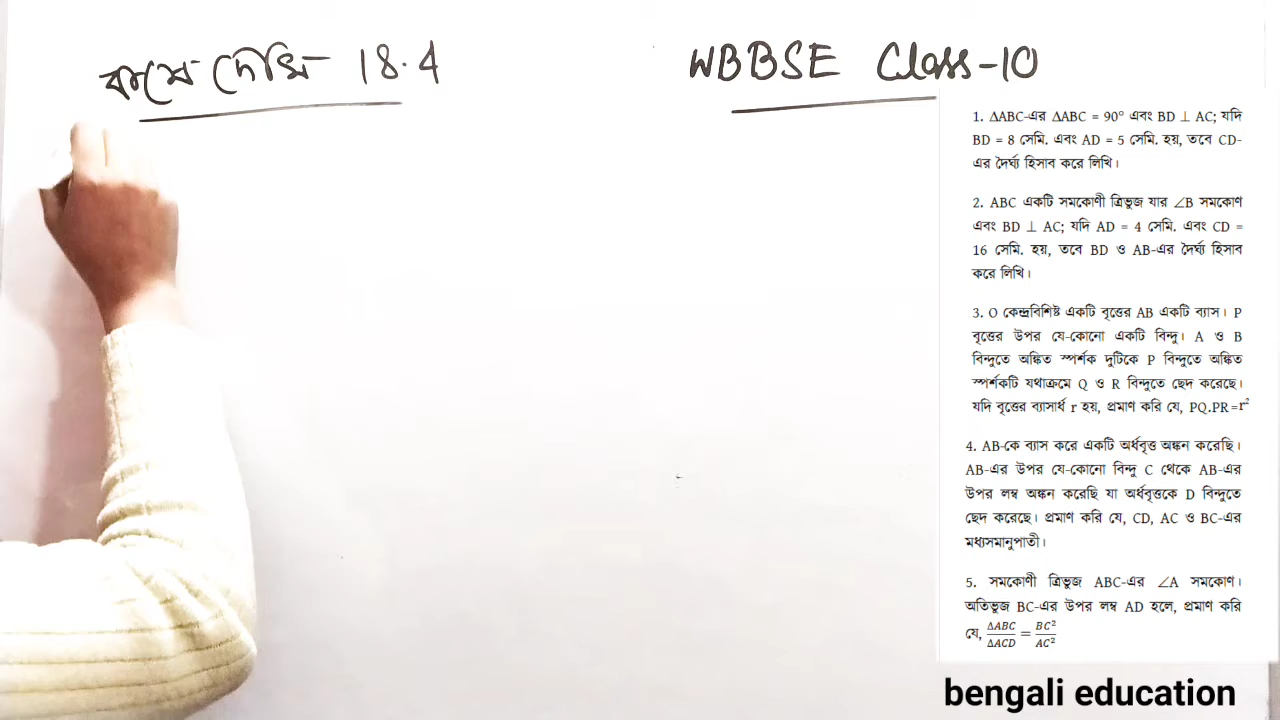 কষে দেখি - 18.4
WBBSE Class-10
1. ΔABC-এর ΔABC = 90° এবং BD ⊥ AC; যদি
BD = 8 সেমি. এবং AD = 5 সেমি. হয়, তবে CD-
এর দৈর্ঘ্য হিসাব করে লিখি।
2. ABC একটি সমকোণী ত্রিভুজ যার ∠B সমকোণ
এবং BD ⊥ AC; যদি AD = 4 সেমি. এবং CD =
16 সেমি. হয়, তবে BD ও AB-এর দৈর্ঘ্য হিসাব
করে লিখি।
3. O কেন্দ্রবিশিষ্ট একটি বৃত্তের AB একটি ব্যাস। P
বৃত্তের উপর যে-কোনো একটি বিন্দু। A ও B
বিন্দুতে অঙ্কিত স্পর্শক দুটিকে P বিন্দুতে অঙ্কিত
স্পর্শকটি যথাক্রমে Q ও R বিন্দুতে ছেদ করেছে।
যদি বৃত্তের ব্যাসার্ধ r হয়, প্রমাণ করি যে, PQ.PR=r²
4. AB-কে ব্যাস করে একটি অর্ধবৃত্ত অঙ্কন করেছি।
AB-এর উপর যে-কোনো বিন্দু C থেকে AB-এর
উপর লম্ব অঙ্কন করেছি যা অর্ধবৃত্তকে D বিন্দুতে
ছেদ করেছে। প্রমাণ করি যে, CD, AC ও BC-এর
মধ্যসমানুপাতী।
5. সমকোণী ত্রিভুজ ABC-এর ∠A সমকোণ।
অতিভুজ BC-এর উপর লম্ব AD হলে, প্রমাণ করি
যে, ΔABC/ΔACD = BC²/AC²
bengali education